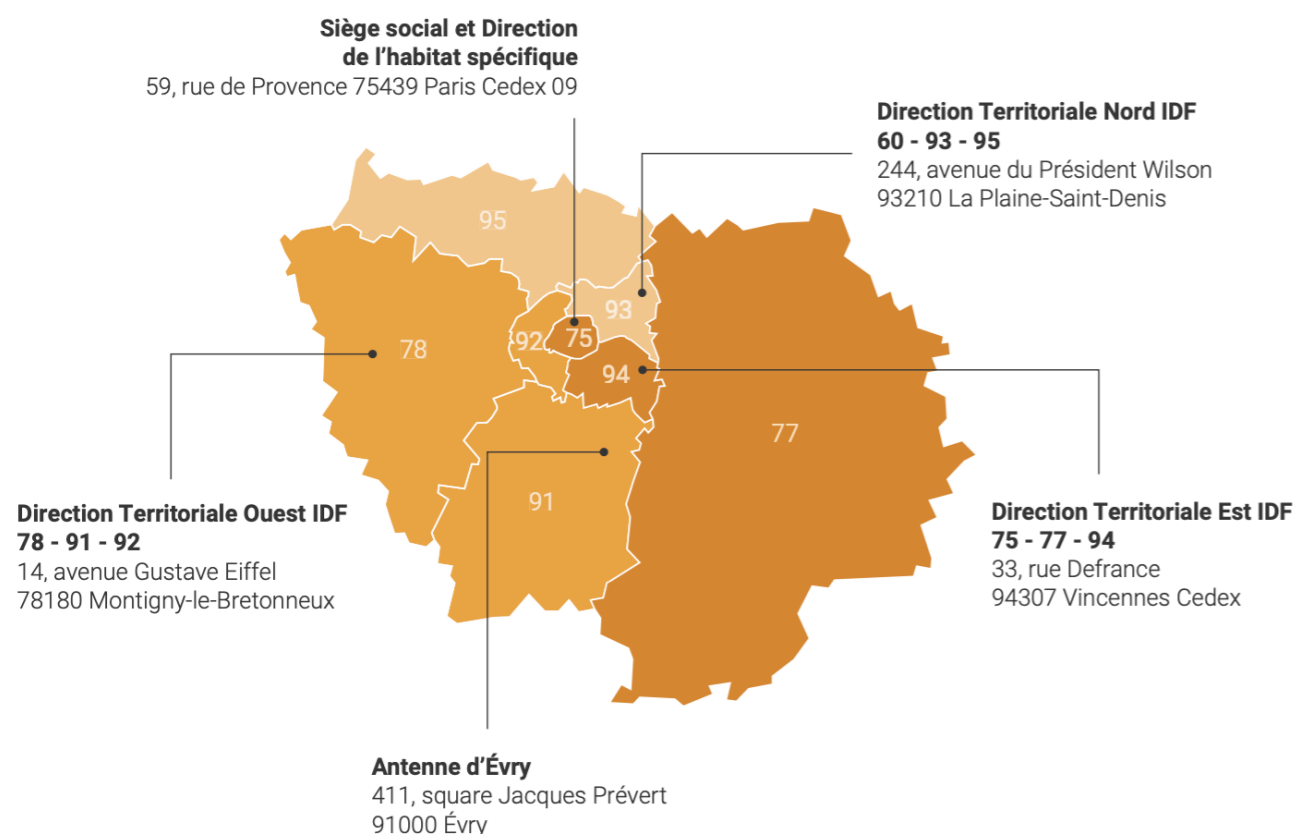 Siège social et Direction
de l’habitat spécifique
59, rue de Provence 75439 Paris Cedex 09
Direction Territoriale Nord IDF
60 - 93 - 95
244, avenue du Président Wilson
93210 La Plaine-Saint-Denis
95
93
92
75
78
94
77
91
Direction Territoriale Ouest IDF
78 - 91 - 92
14, avenue Gustave Eiffel
78180 Montigny-le-Bretonneux
Direction Territoriale Est IDF
75 - 77 - 94
33, rue Defrance
94307 Vincennes Cedex
Antenne d’Évry
411, square Jacques Prévert
91000 Évry